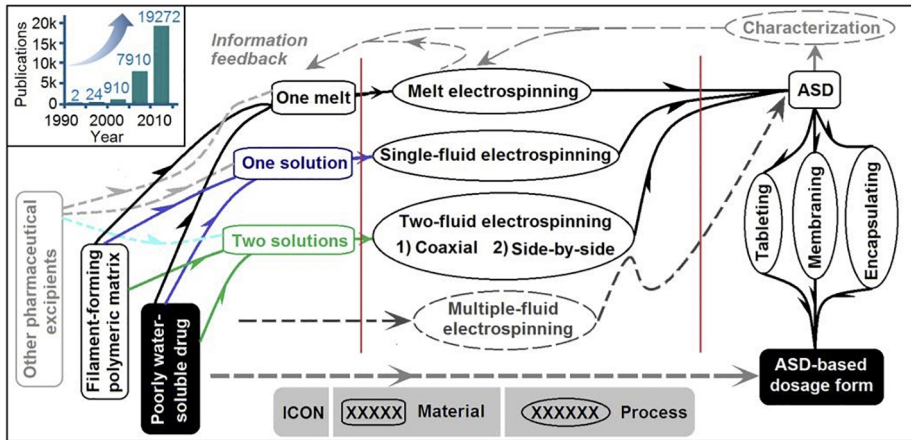 Publications
20k
15k
10k
5k
0k
2
24
910
7910
19272
1990
2000
2010
Year
Information
feedback
Characterization
One melt
Melt electrospinning
ASD
One solution
Single-fluid electrospinning
Two solutions
Two-fluid electrospinning
1) Coaxial 2) Side-by-side
Multiple-fluid
electrospinning
Other pharmaceutical
excipients
Filament-forming
polymeric matrix
Poorly water-
soluble drug
Tableting
Membraning
Encapsulating
ASD-based
dosage form
ICON
XXXXX Material
XXXXXX Process